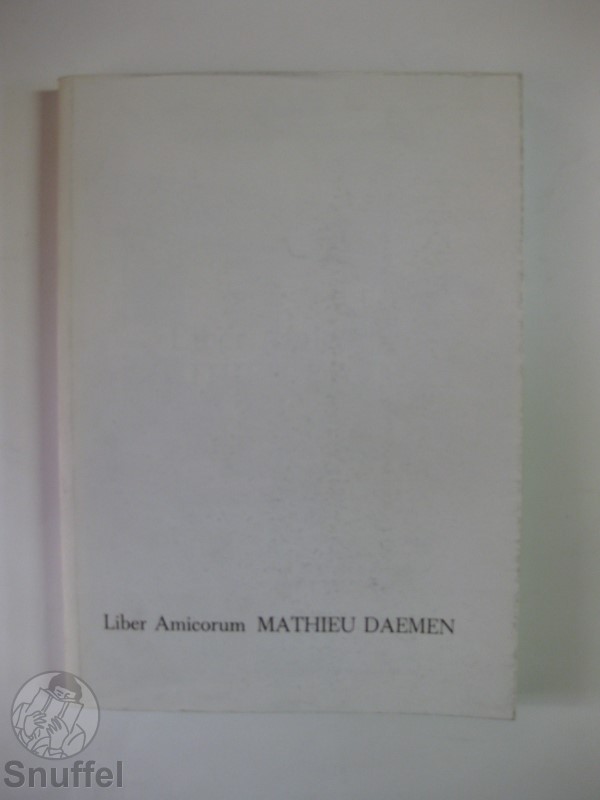 Liber Amicorum MATHIEU DAEMEN
Snuffel